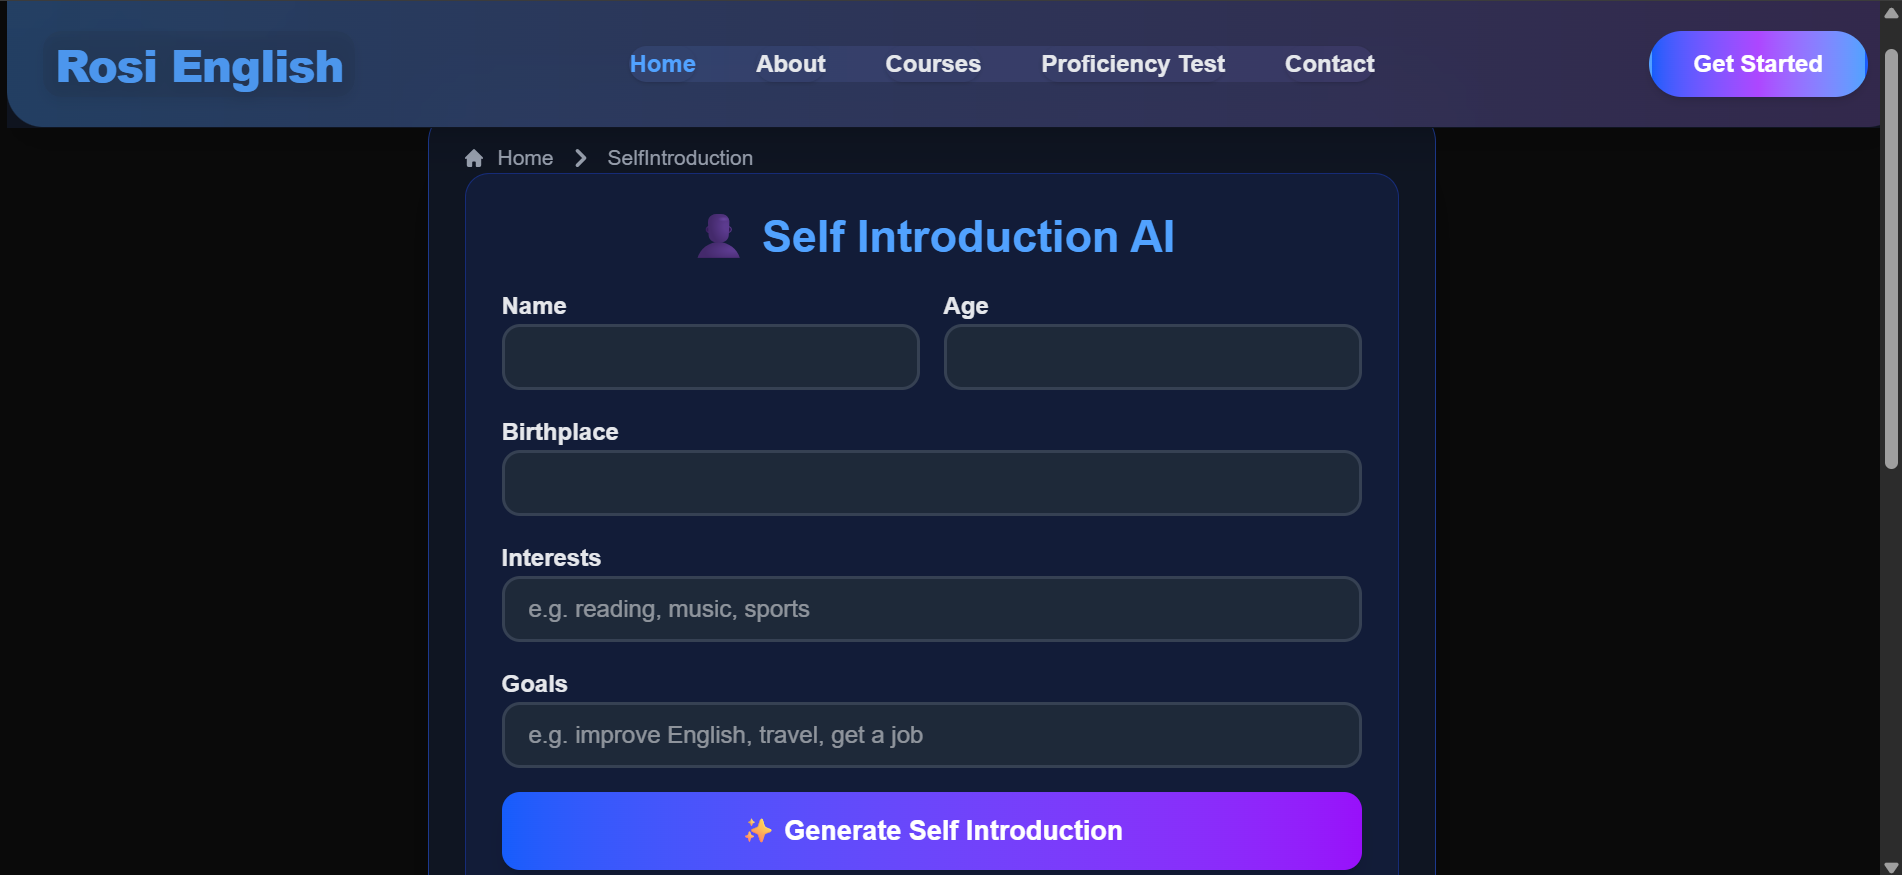 Rosi English
Home About Courses Proficiency Test Contact
Get Started
Home SelfIntroduction
Self Introduction AI
Name Age
Birthplace
Interests
e.g. reading, music, sports
Goals
e.g. improve English, travel, get a job
Generate Self Introduction